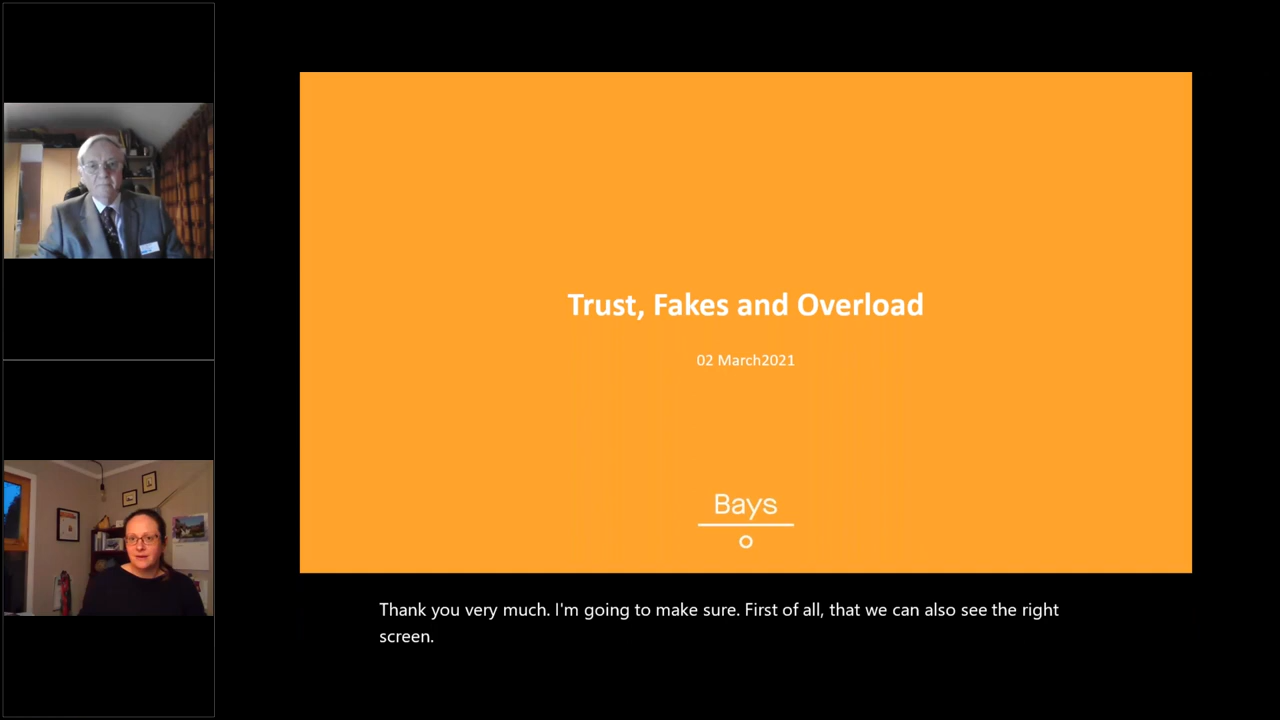 Trust, Fakes and Overload
02 March2021
Bays
Thank you very much. I'm going to make sure. First of all, that we can also see the right
screen.